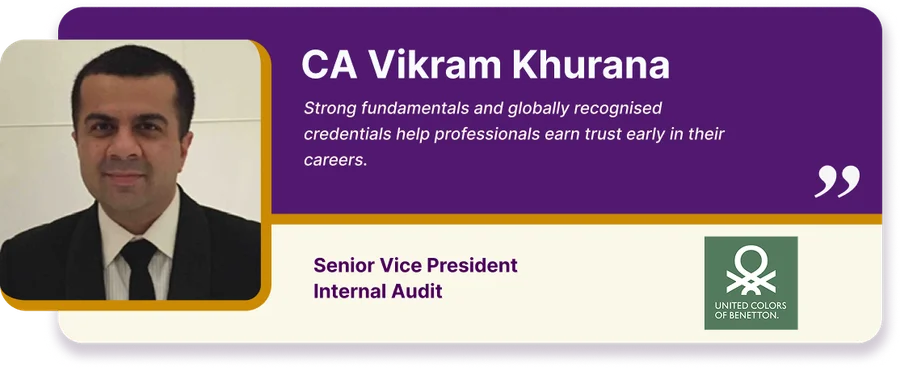 CA Vikram Khurana
Strong fundamentals and globally recognised
credentials help professionals earn trust early in their
careers.
”
Senior Vice President
Internal Audit
UNITED COLORS
OF BENETTON.